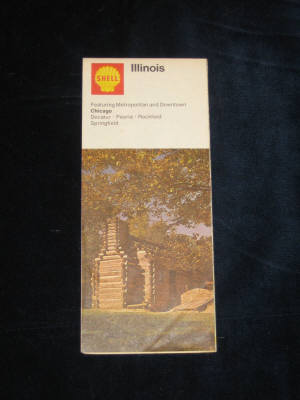 Illinois
SHELL
Featuring Metropolitan and Downtown
Chicago
Decatur · Peoria · Rockford
Springfield